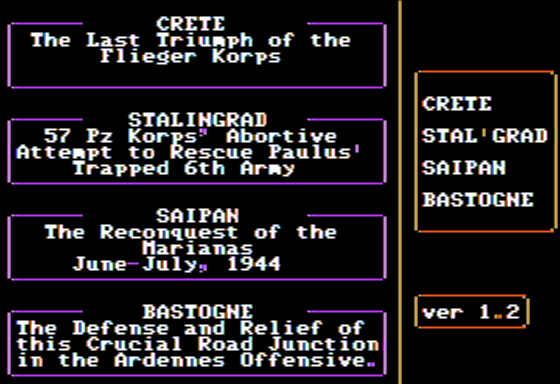 CRETE
The Last Triumph of the
Flieger Korps
STALINGRAD
57 Pz Korps' Abortive
Attempt to Rescue Paulus'
Trapped 6th Army
SAIPAN
The Reconquest of the
Marianas
June-July, 1944
BASTOGNE
The Defense and Relief of
this Crucial Road Junction
in the Ardennes Offensive.
CRETE
STAL'GRAD
SAIPAN
BASTOGNE
ver 1.2